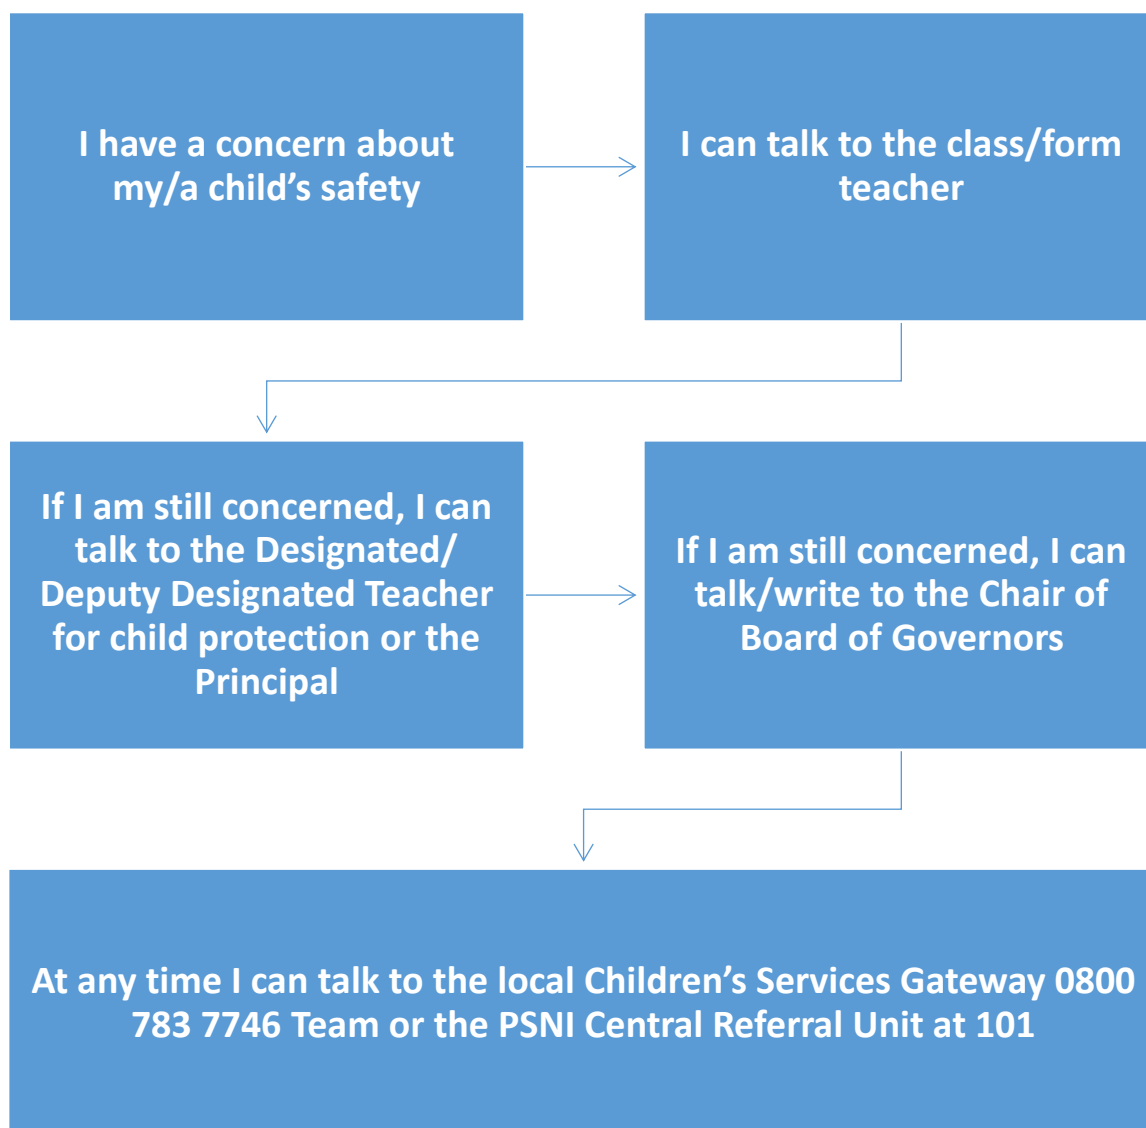 I have a concern about
my/a child’s safety
I can talk to the class/form
teacher
If I am still concerned, I can
talk to the Designated/
Deputy Designated Teacher
for child protection or the
Principal
If I am still concerned, I can
talk/write to the Chair of
Board of Governors
At any time I can talk to the local Children’s Services Gateway 0800
783 7746 Team or the PSNI Central Referral Unit at 101